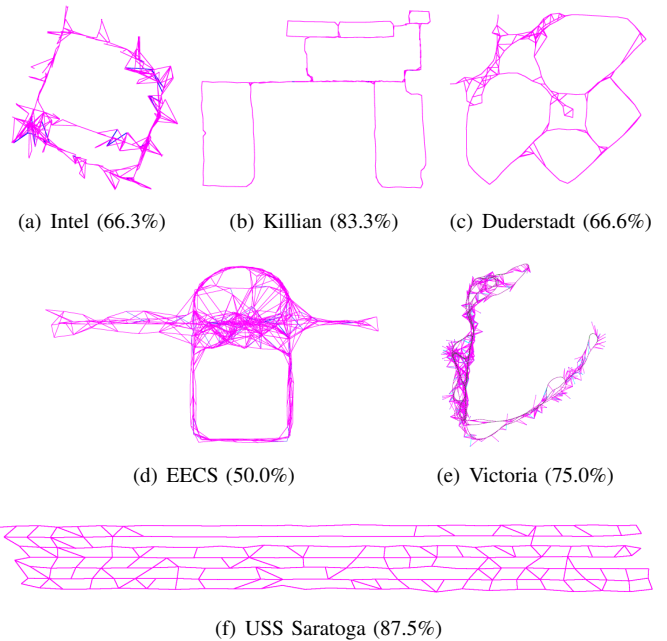 (a) Intel (66.3%)
(b) Killian (83.3%)
(c) Duderstadt (66.6%)
(d) EECS (50.0%)
(e) Victoria (75.0%)
(f) USS Saratoga (87.5%)